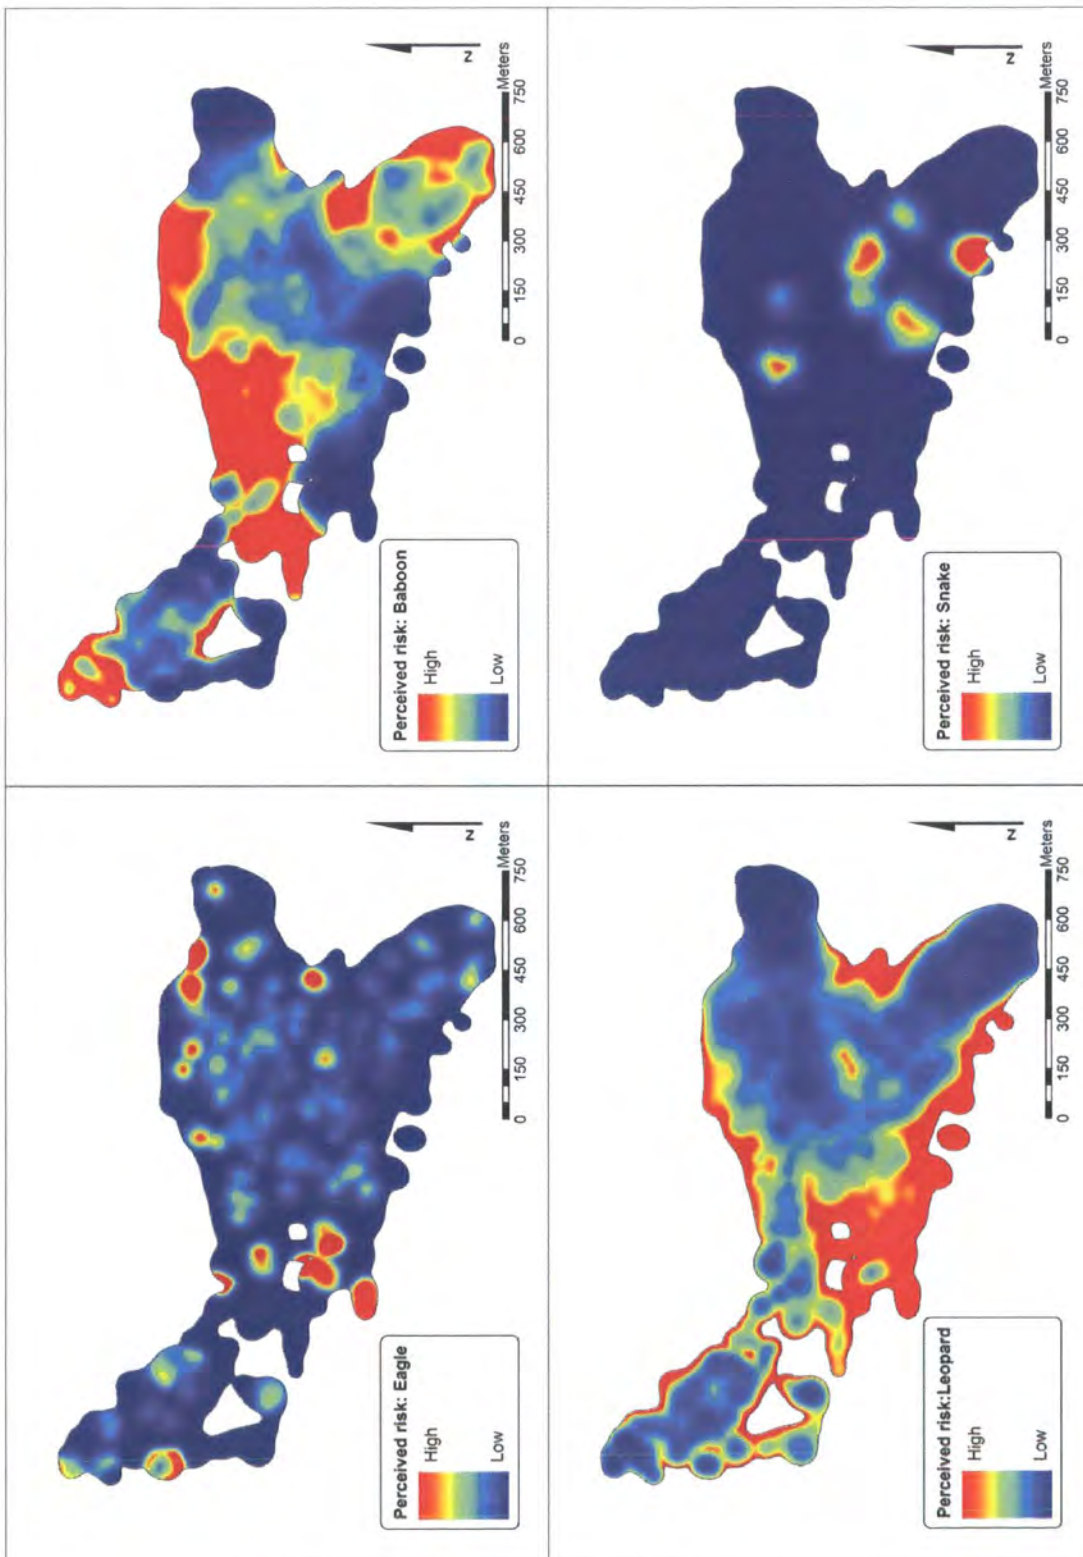 Perceived risk: Eagle
High
Low
N
0 150 300 450 600 750
Meters
Perceived risk: Baboon
High
Low
N
0 150 300 450 600 750
Meters
Perceived risk:Leopard
High
Low
N
0 150 300 450 600 750
Meters
Perceived risk: Snake
High
Low
N
0 150 300 450 600 750
Meters